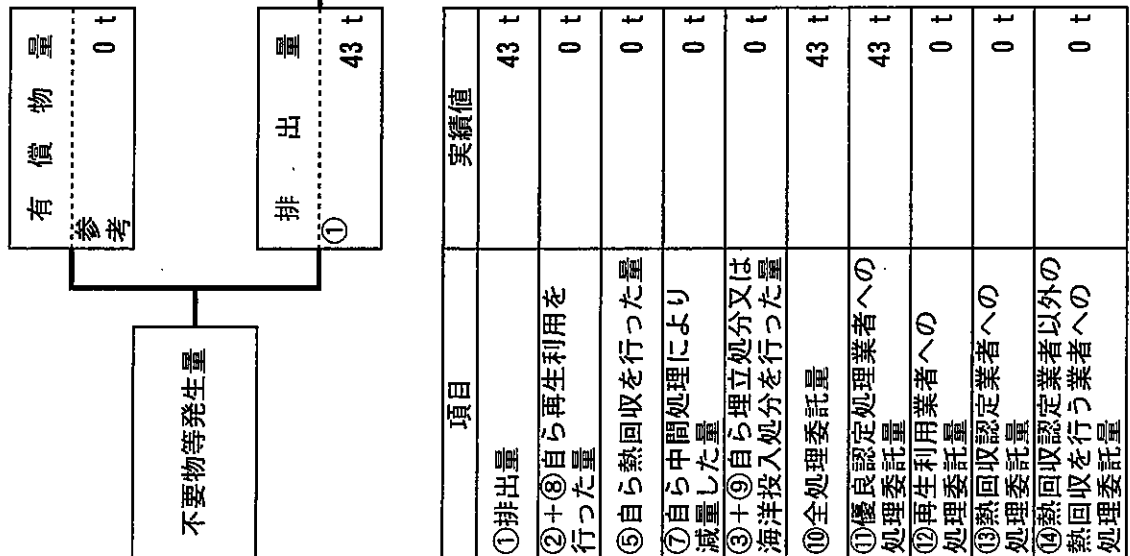 不要物等発生量
有償物量
参考
0 t
排出量
①
43 t
項目 実績値
①排出量 43 t
②+⑧自ら再生利用を
行った量 0 t
⑤自ら熱回収を行った量 0 t
⑦自ら中間処理により
減量した量 0 t
③+⑨自ら埋立処分又は
海洋投入処分を行った量 0 t
⑩全処理委託量 43 t
⑪優良認定処理業者への
処理委託量 43 t
⑫再生利用業者への
処理委託量 0 t
⑬熱回収認定業者への
処理委託量 0 t
⑭熱回収認定業者以外の
熱回収を行う業者への
処理委託量 0 t